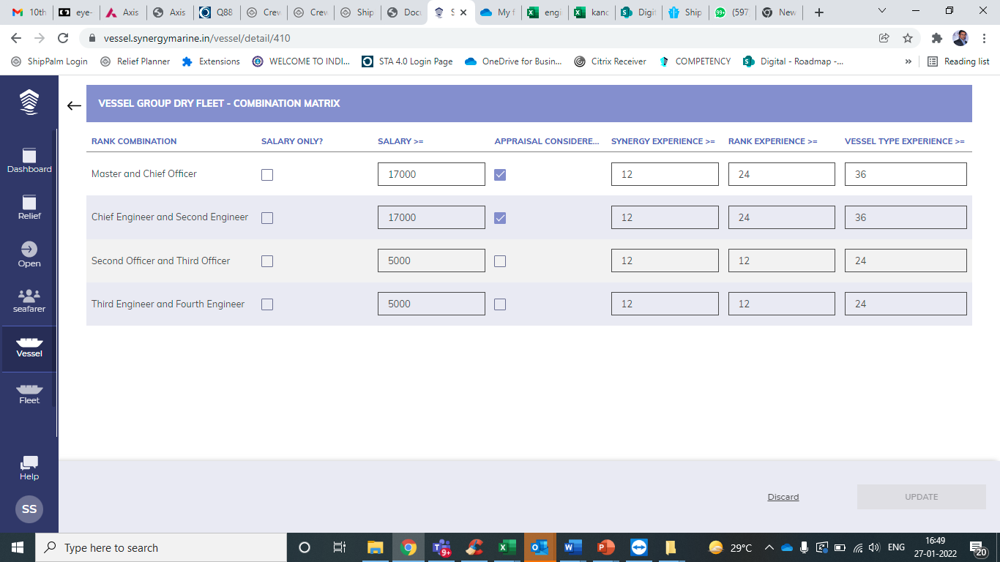 10th
eye-
Axis
Axis
Q88
Crew
Crew
Ship
Docu
S
My f
engi
kanc
Digit
Ship
99+
(597
New
vessel.synergymarine.in/vessel/detail/410
ShipPalm Login
Relief Planner
Extensions
WELCOME TO INDI...
STA 4.0 Login Page
OneDrive for Busin...
Citrix Receiver
COMPETENCY
Digital - Roadmap -...
»
Reading list
VESSEL GROUP DRY FLEET - COMBINATION MATRIX
RANK COMBINATION SALARY ONLY? SALARY >= APPRAISAL CONSIDERE... SYNERGY EXPERIENCE >= RANK EXPERIENCE >= VESSEL TYPE EXPERIENCE >=
Master and Chief Officer 17000 12 24 36
Chief Engineer and Second Engineer 17000 12 24 36
Second Officer and Third Officer 5000 12 12 24
Third Engineer and Fourth Engineer 5000 12 12 24
Dashboard
Relief
Open
seafarer
Vessel
Fleet
Help
SS
Discard
UPDATE
Type here to search
9+
29°C
ENG
16:49
27-01-2022
20